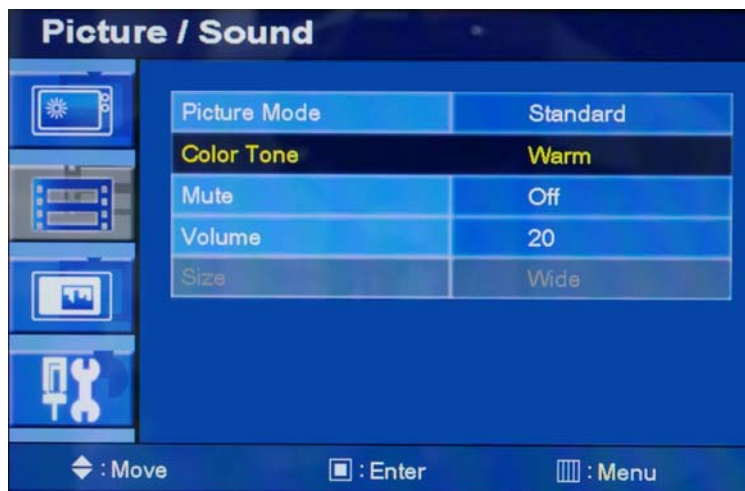 Picture / Sound
Picture Mode Standard
Color Tone Warm
Mute Off
Volume 20
Size Wide
: Move : Enter : Menu